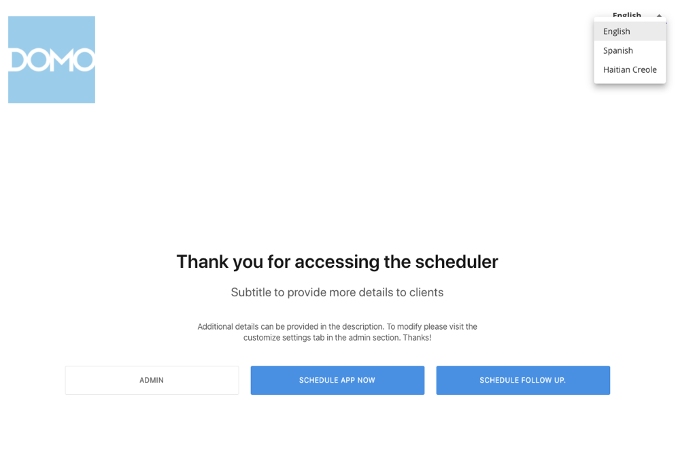 DOMO
English
English
Spanish
Haitian Creole
Thank you for accessing the scheduler
Subtitle to provide more details to clients
Additional details can be provided in the description. To modify please visit the
customize settings tab in the admin section. Thanks!
ADMIN
SCHEDULE APP NOW
SCHEDULE FOLLOW UP.